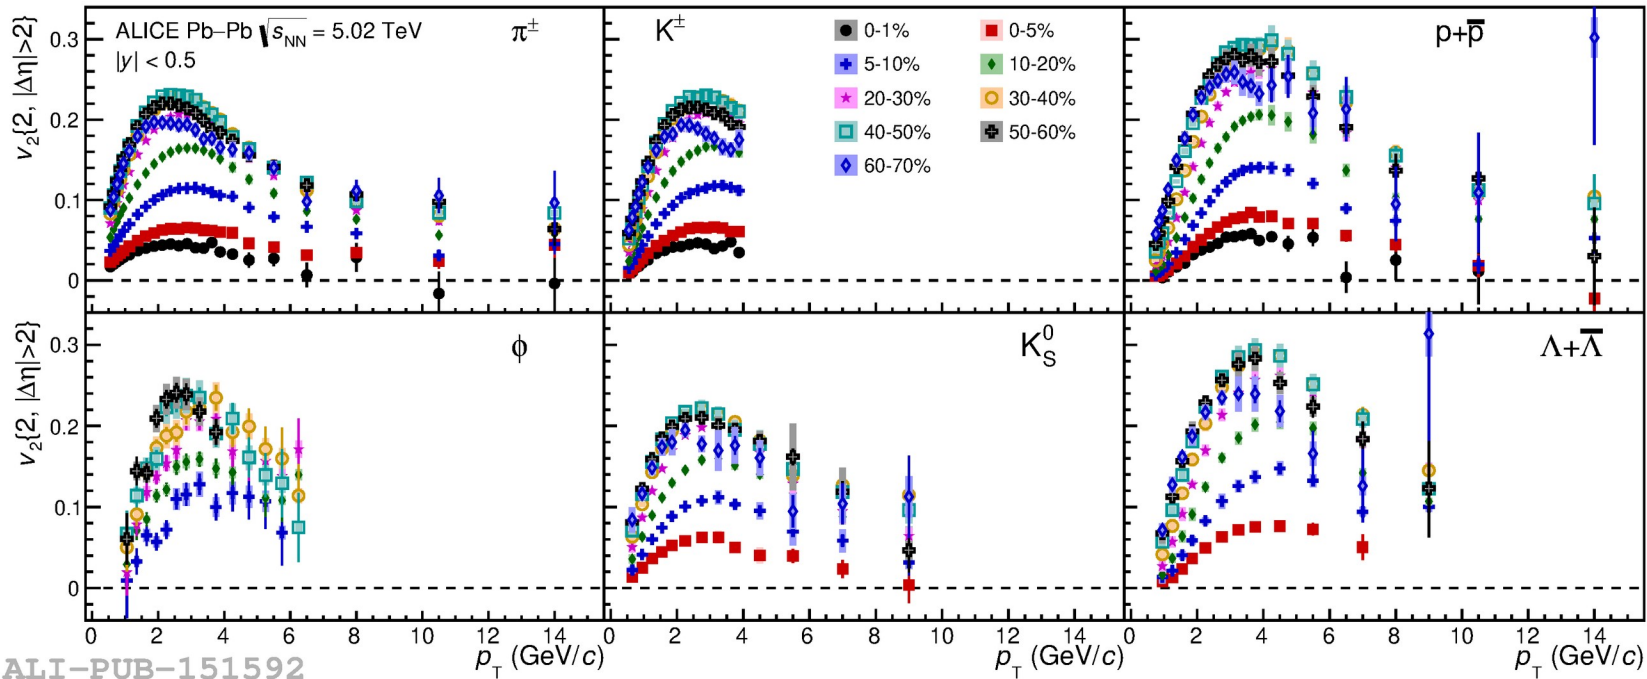 ALICE Pb–Pb √sNN = 5.02 TeV
|y| < 0.5
π±
K±
p+p̅
0-1%
0-5%
5-10%
10-20%
20-30%
30-40%
40-50%
50-60%
60-70%
v2{2, |Δη|>2}
0.3
0.2
0.1
0
ϕ
K0S
Λ+Λ̅
v2{2, |Δη|>2}
0.3
0.2
0.1
0
0 2 4 6 8 10 12 14
0 2 4 6 8 10 12 14
0 2 4 6 8 10 12 14
pT (GeV/c)
pT (GeV/c)
pT (GeV/c)
ALI-PUB-151592